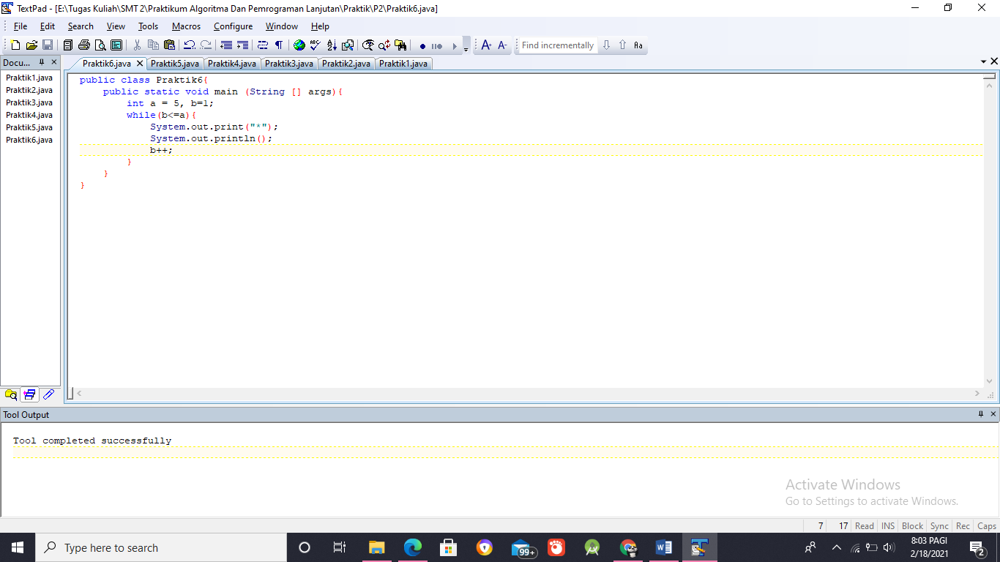 TextPad - [E:\Tugas Kuliah\SMT 2\Praktikum Algoritma Dan Pemrograman Lanjutan\Praktik\P2\Praktik6.java]
File Edit Search View Tools Macros Configure Window Help
Find incrementally
Docu...
Praktik6.java Praktik5.java Praktik4.java Praktik3.java Praktik2.java Praktik1.java
Praktik1.java
Praktik2.java
Praktik3.java
Praktik4.java
Praktik5.java
Praktik6.java
public class Praktik6{
    public static void main (String [] args){
        int a = 5, b=1;
        while(b<=a){
            System.out.print("*");
            System.out.println();
            b++;
        }
    }
}
Tool Output
Tool completed successfully
Activate Windows
Go to Settings to activate Windows.
7 17 Read INS Block Sync Rec Caps
Type here to search
99+
8:03 PAGI
2/18/2021
2